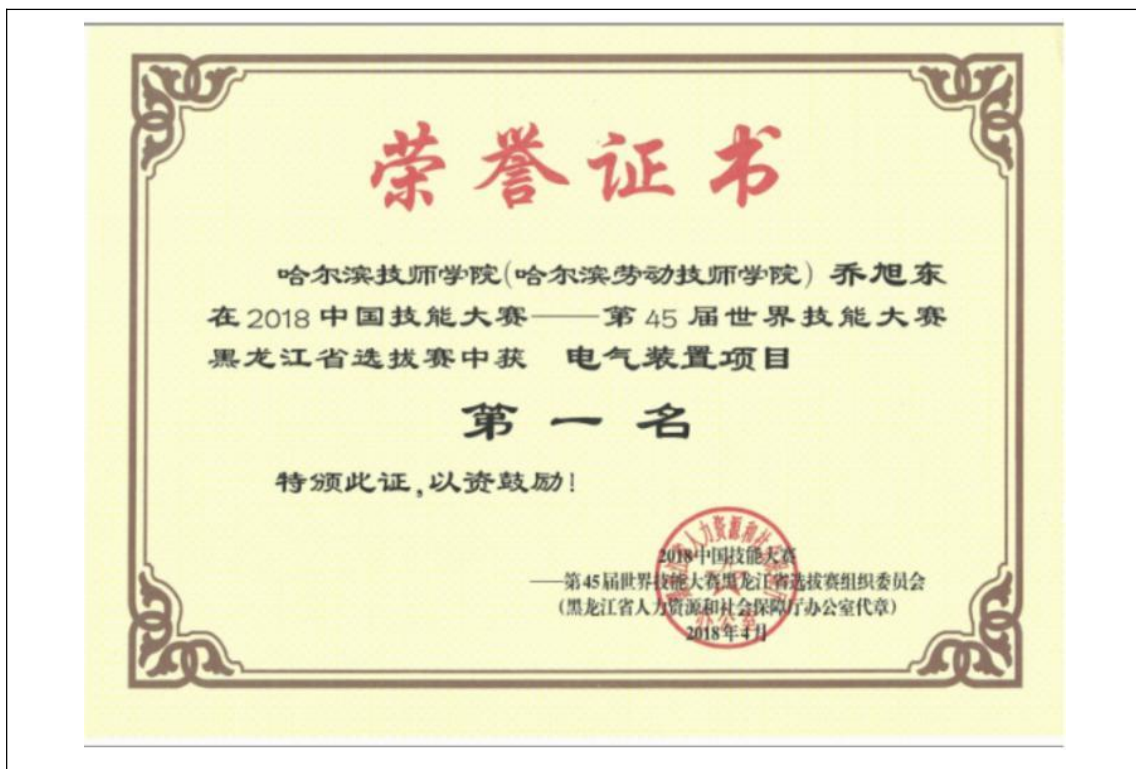 荣誉证书
哈尔滨技师学院(哈尔滨劳动技师学院) 乔旭东
在2018中国技能大赛——第45届世界技能大赛
黑龙江省选拔赛中获 电气装置项目
第一名
特颁此证,以资鼓励!
2018中国技能大赛
——第45届世界技能大赛黑龙江省选拔赛组织委员会
(黑龙江省人力资源和社会保障厅办公室代章)
2018年4月
办公室